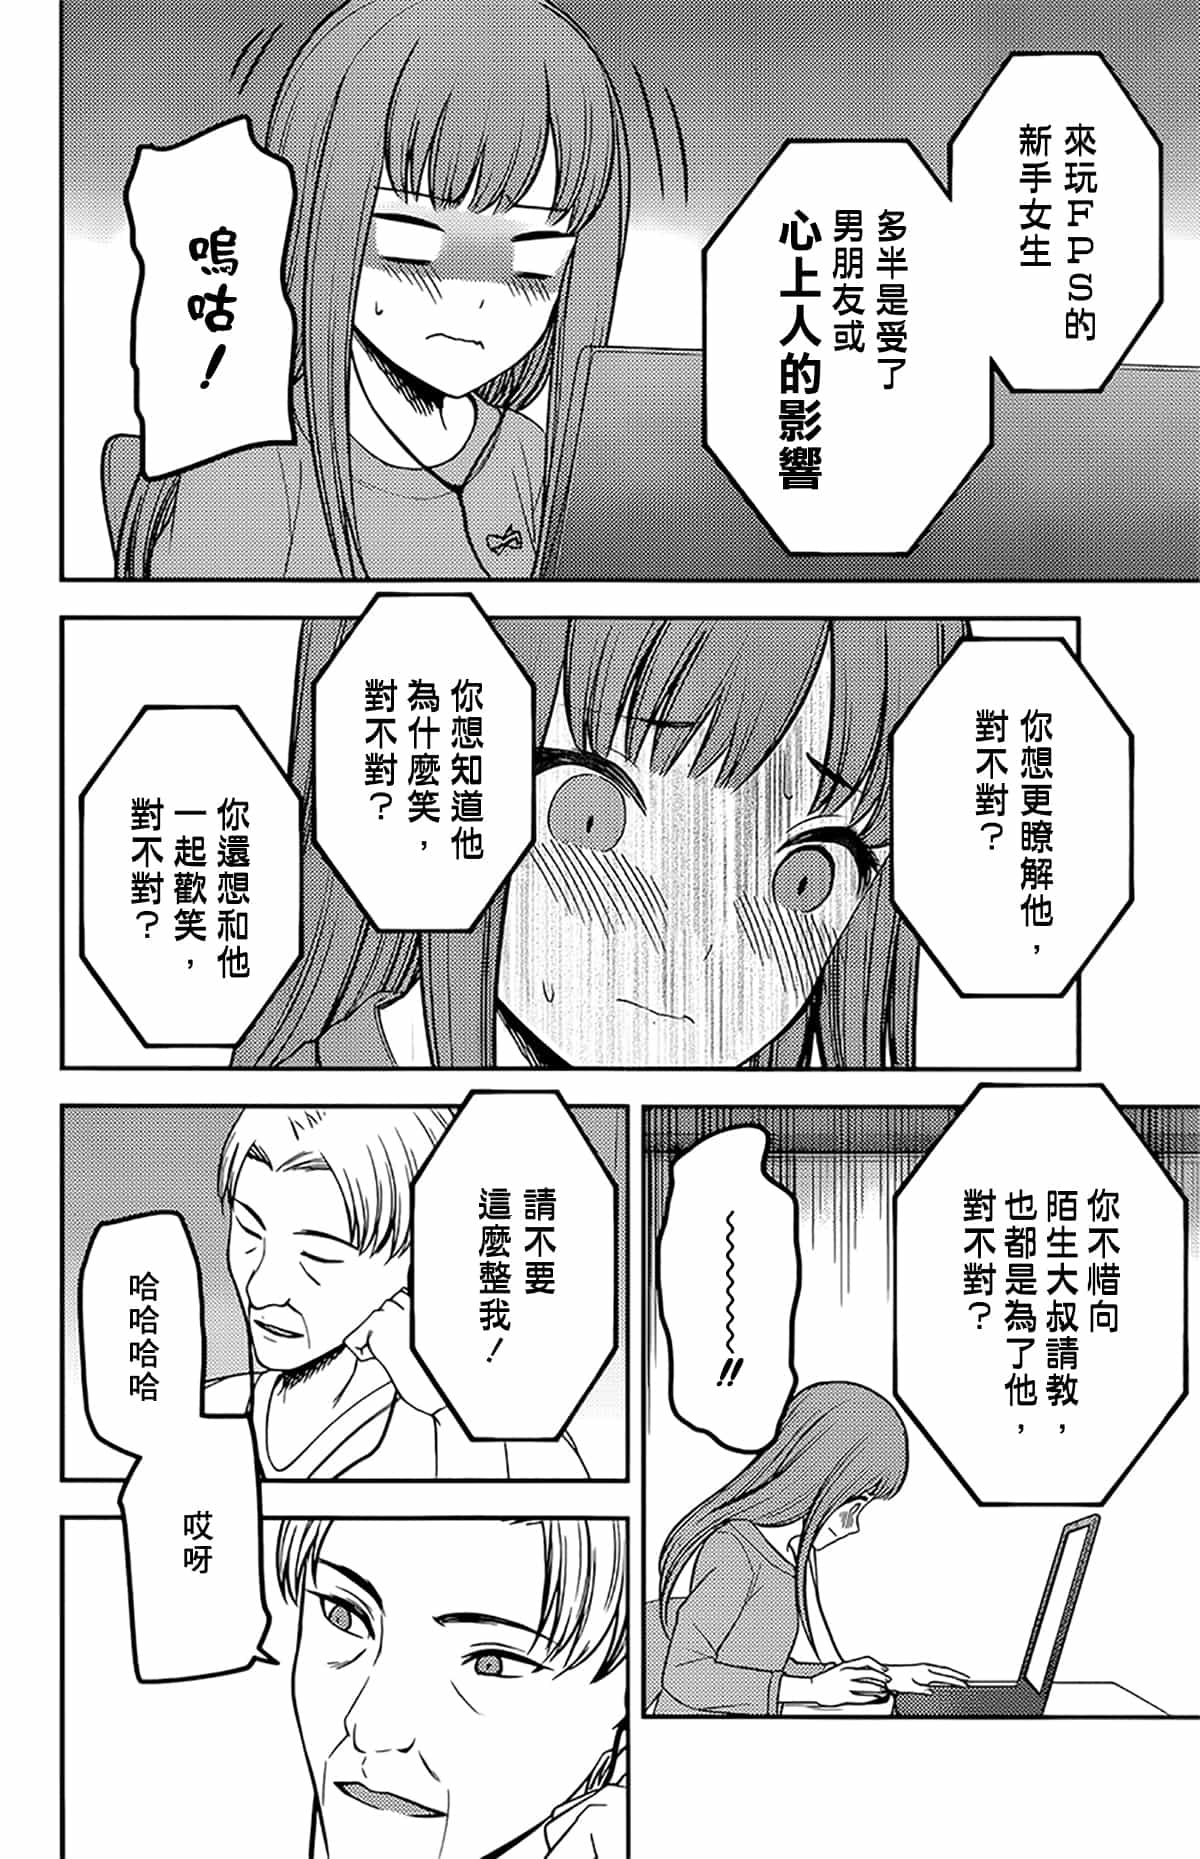 來玩FPS的
新手女生
多半是受了
男朋友或
心上人的影響
嗚咕!
你想更瞭解他，
對不對？
你想知道他
為什麼笑，
對不對？
你還想和他
一起歡笑，
對不對？
你不惜向
陌生大叔請教，
也都是為了他，
對不對？
～～～～!!
請不要
這麼整我！
哈哈哈哈
哎呀